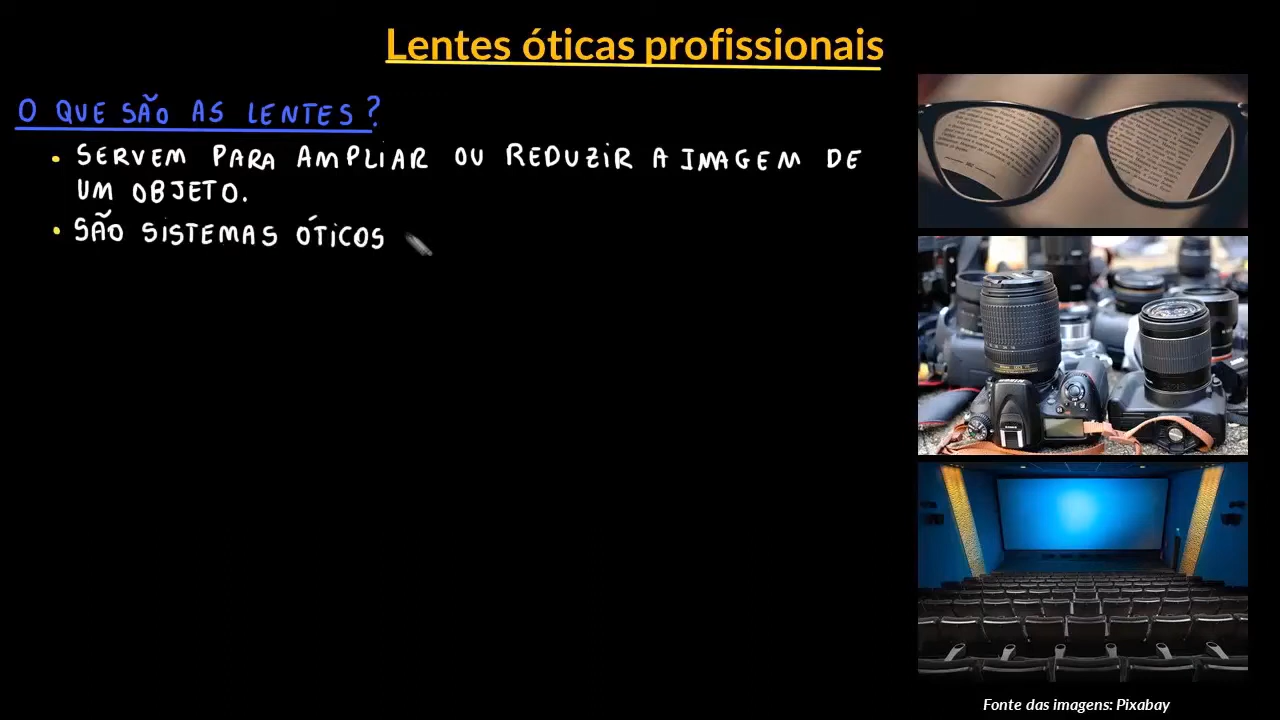 Lentes óticas profissionais
O QUE SÃO AS LENTES?
• SERVEM PARA AMPLIAR OU REDUZIR A IMAGEM DE
UM OBJETO.
• SÃO SISTEMAS ÓTICOS
Fonte das imagens: Pixabay